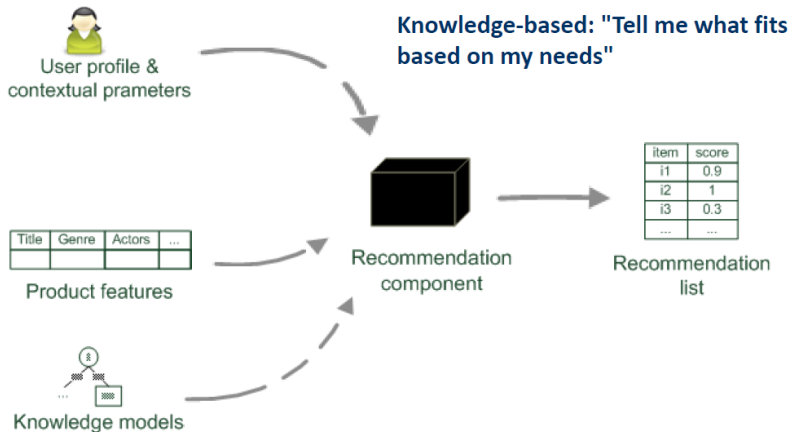 Knowledge-based: "Tell me what fits
based on my needs"
User profile &
contextual prameters
item score
i1 0.9
i2 1
i3 0.3
... ...
Title Genre Actors ...
Recommendation
component
Recommendation
list
Product features
...
Knowledge models